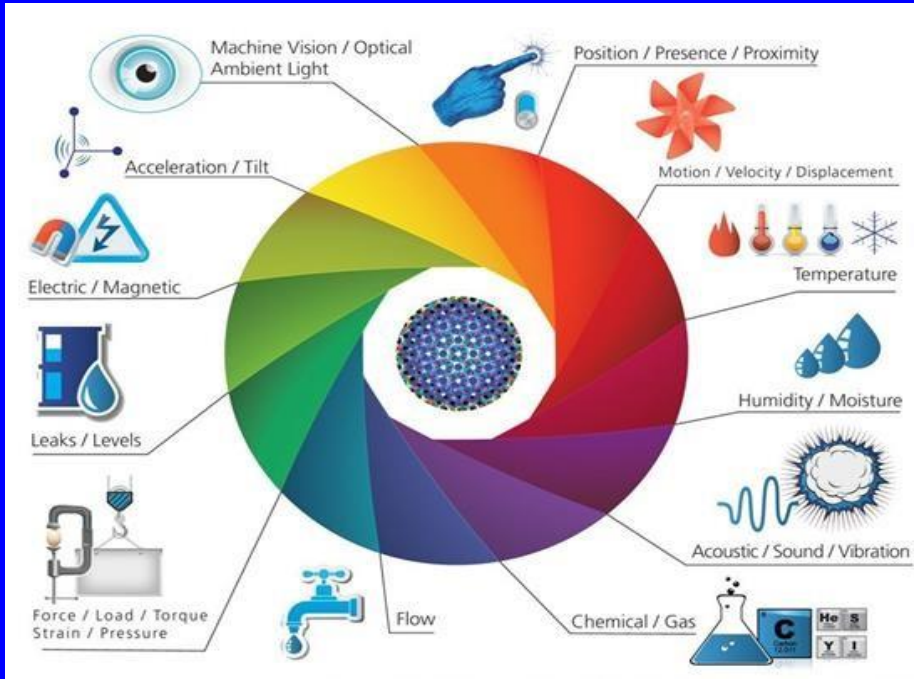 Machine Vision / Optical
Ambient Light
Position / Presence / Proximity
Acceleration / Tilt
Motion / Velocity / Displacement
Electric / Magnetic
Temperature
Leaks / Levels
Humidity / Moisture
Force / Load / Torque
Strain / Pressure
Flow
Chemical / Gas
Acoustic / Sound / Vibration
C
Carbon
He S
Y I